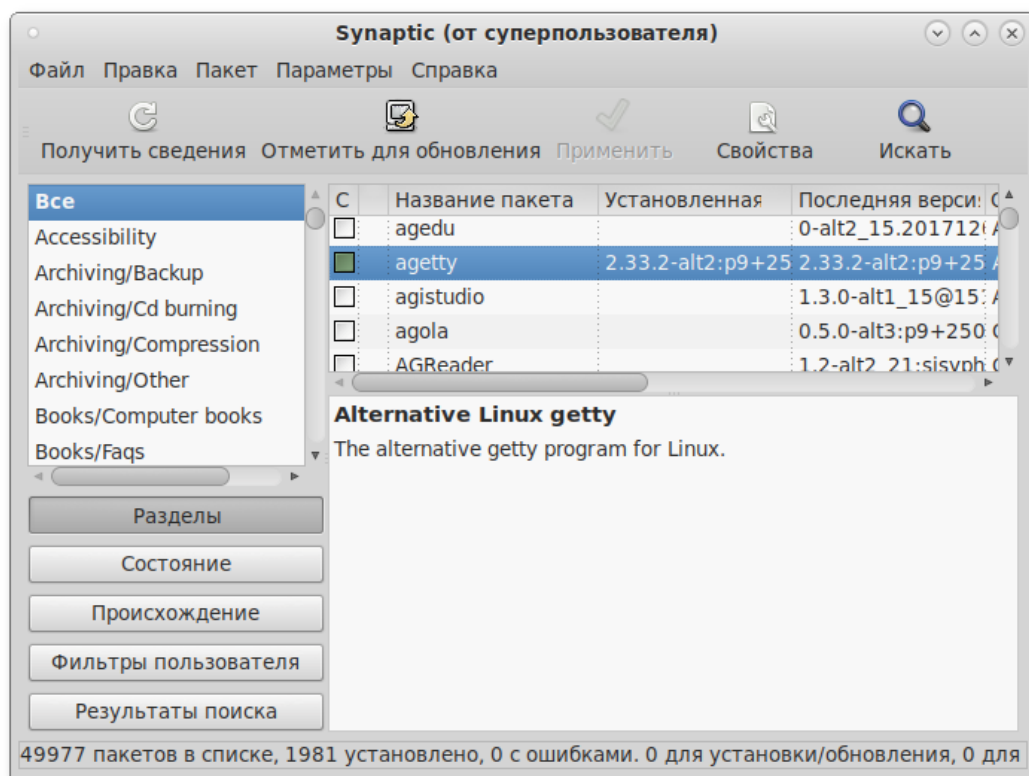 Synaptic (от суперпользователя)
Файл Правка Пакет Параметры Справка
Получить сведения Отметить для обновления Применить Свойства Искать
Все
Accessibility
Archiving/Backup
Archiving/Cd burning
Archiving/Compression
Archiving/Other
Books/Computer books
Books/Faqs
Разделы
Состояние
Происхождение
Фильтры пользователя
Результаты поиска
С Название пакета Установленная Последняя верси
agedu 0-alt2_15.201712
agetty 2.33.2-alt2:p9+25 2.33.2-alt2:p9+25
agistudio 1.3.0-alt1_15@15
agola 0.5.0-alt3:p9+250
AGReader 1.2-alt2_21:sisyph
Alternative Linux getty
The alternative getty program for Linux.
49977 пакетов в списке, 1981 установлено, 0 с ошибками. 0 для установки/обновления, 0 для